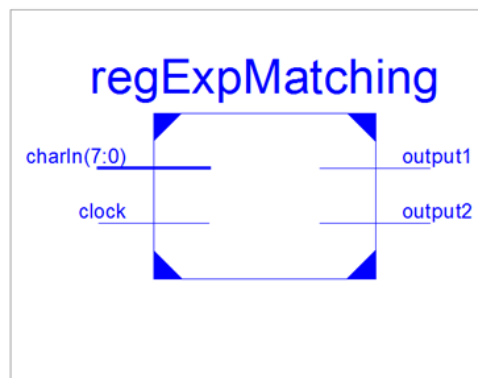 regExpMatching
charIn(7:0)
output1
clock
output2